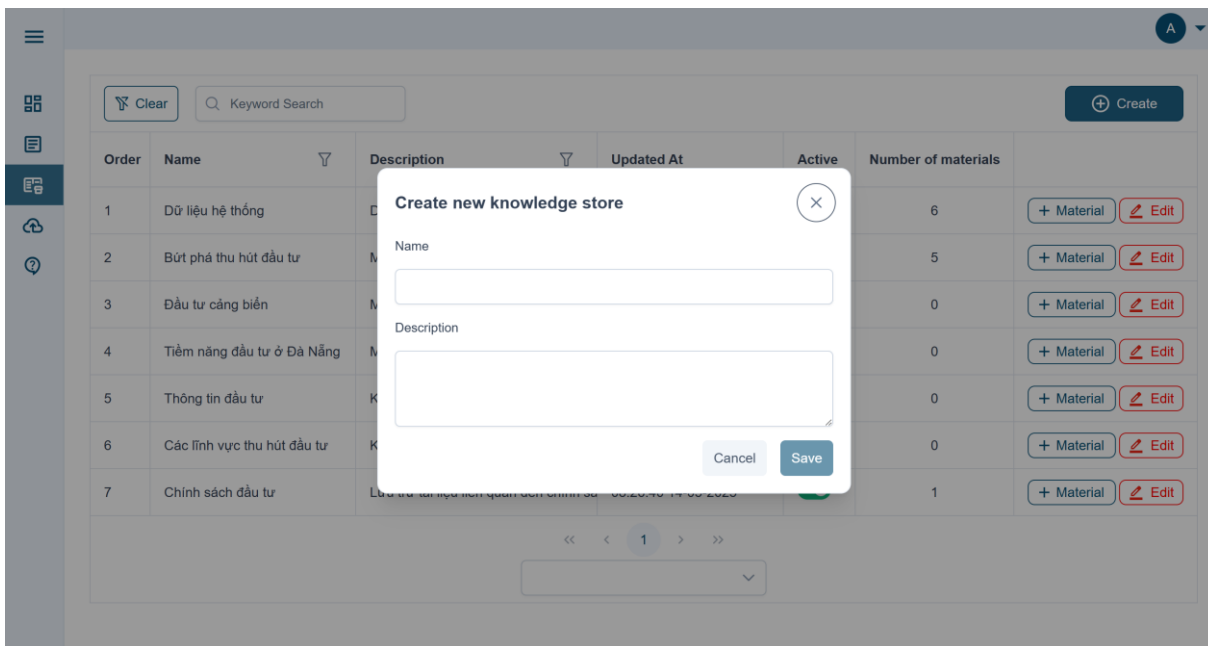 A
Clear
Keyword Search
Create
Order Name Description Updated At Active Number of materials
Create new knowledge store
Name
Description
Cancel Save
1 Dữ liệu hệ thống 6 + Material Edit
2 Bứt phá thu hút đầu tư 5 + Material Edit
3 Đầu tư cảng biển 0 + Material Edit
4 Tiềm năng đầu tư ở Đà Nẵng 0 + Material Edit
5 Thông tin đầu tư 0 + Material Edit
6 Các lĩnh vực thu hút đầu tư 0 + Material Edit
7 Chính sách đầu tư 1 + Material Edit
<< < 1 > >>